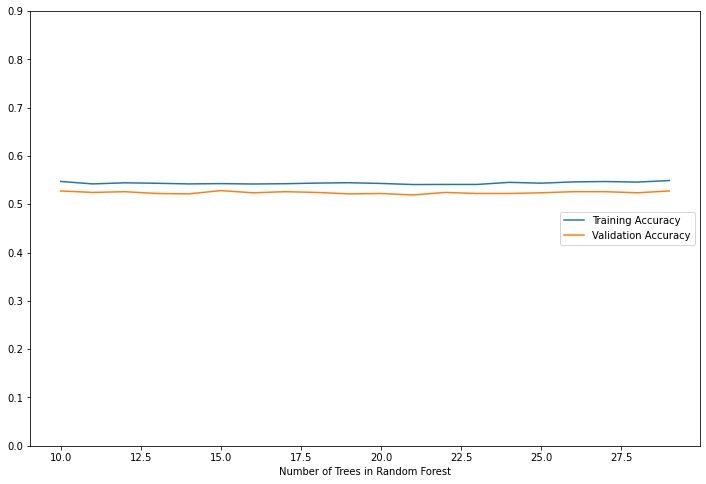 0.9
0.8
0.7
0.6
0.5
0.4
0.3
0.2
0.1
0.0
Training Accuracy
Validation Accuracy
10.0 12.5 15.0 17.5 20.0 22.5 25.0 27.5
Number of Trees in Random Forest